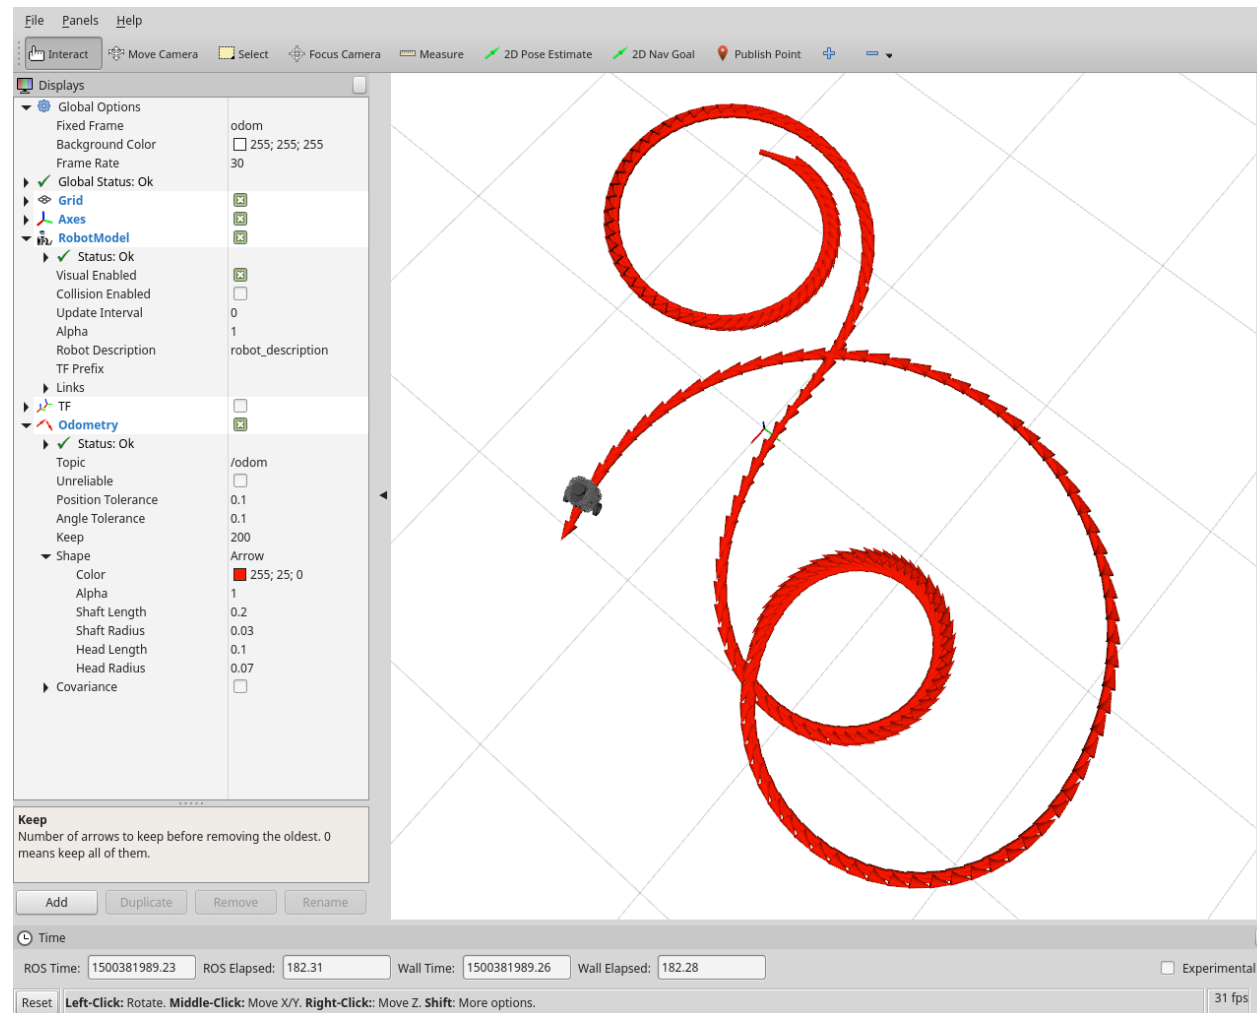 File Panels Help
Interact Move Camera Select Focus Camera Measure 2D Pose Estimate 2D Nav Goal Publish Point
Displays
Global Options
Fixed Frame odom
Background Color 255; 255; 255
Frame Rate 30
Global Status: Ok
Grid
Axes
RobotModel
Status: Ok
Visual Enabled
Collision Enabled
Update Interval 0
Alpha 1
Robot Description robot_description
TF Prefix
Links
TF
Odometry
Status: Ok
Topic /odom
Unreliable
Position Tolerance 0.1
Angle Tolerance 0.1
Keep 200
Shape Arrow
Color 255; 25; 0
Alpha 1
Shaft Length 0.2
Shaft Radius 0.03
Head Length 0.1
Head Radius 0.07
Covariance
Keep
Number of arrows to keep before removing the oldest. 0
means keep all of them.
Add Duplicate Remove Rename
Time
ROS Time: 1500381989.23 ROS Elapsed: 182.31 Wall Time: 1500381989.26 Wall Elapsed: 182.28 Experimental
Reset Left-Click: Rotate. Middle-Click: Move X/Y. Right-Click:: Move Z. Shift: More options. 31 fps